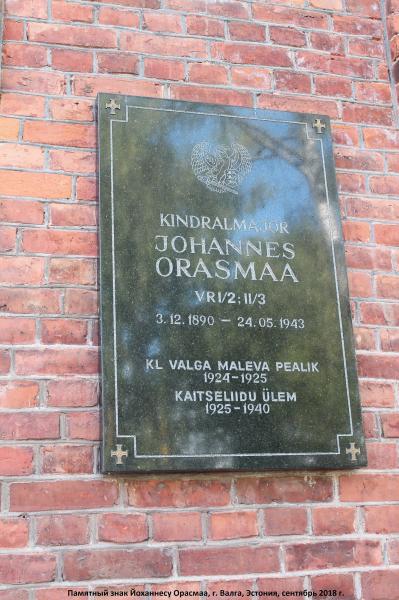 KINDRALMAJOR
JOHANNES
ORASMAA
VR I/2; II/3
3.12.1890 – 24.05.1943
KL VALGA MALEVA PEALIK
1924-1925
KAITSELIIDU ÜLEM
1925-1940
Памятный знак Йоханнесу Орасмаа, г. Валга, Эстония, сентябрь 2018 г.